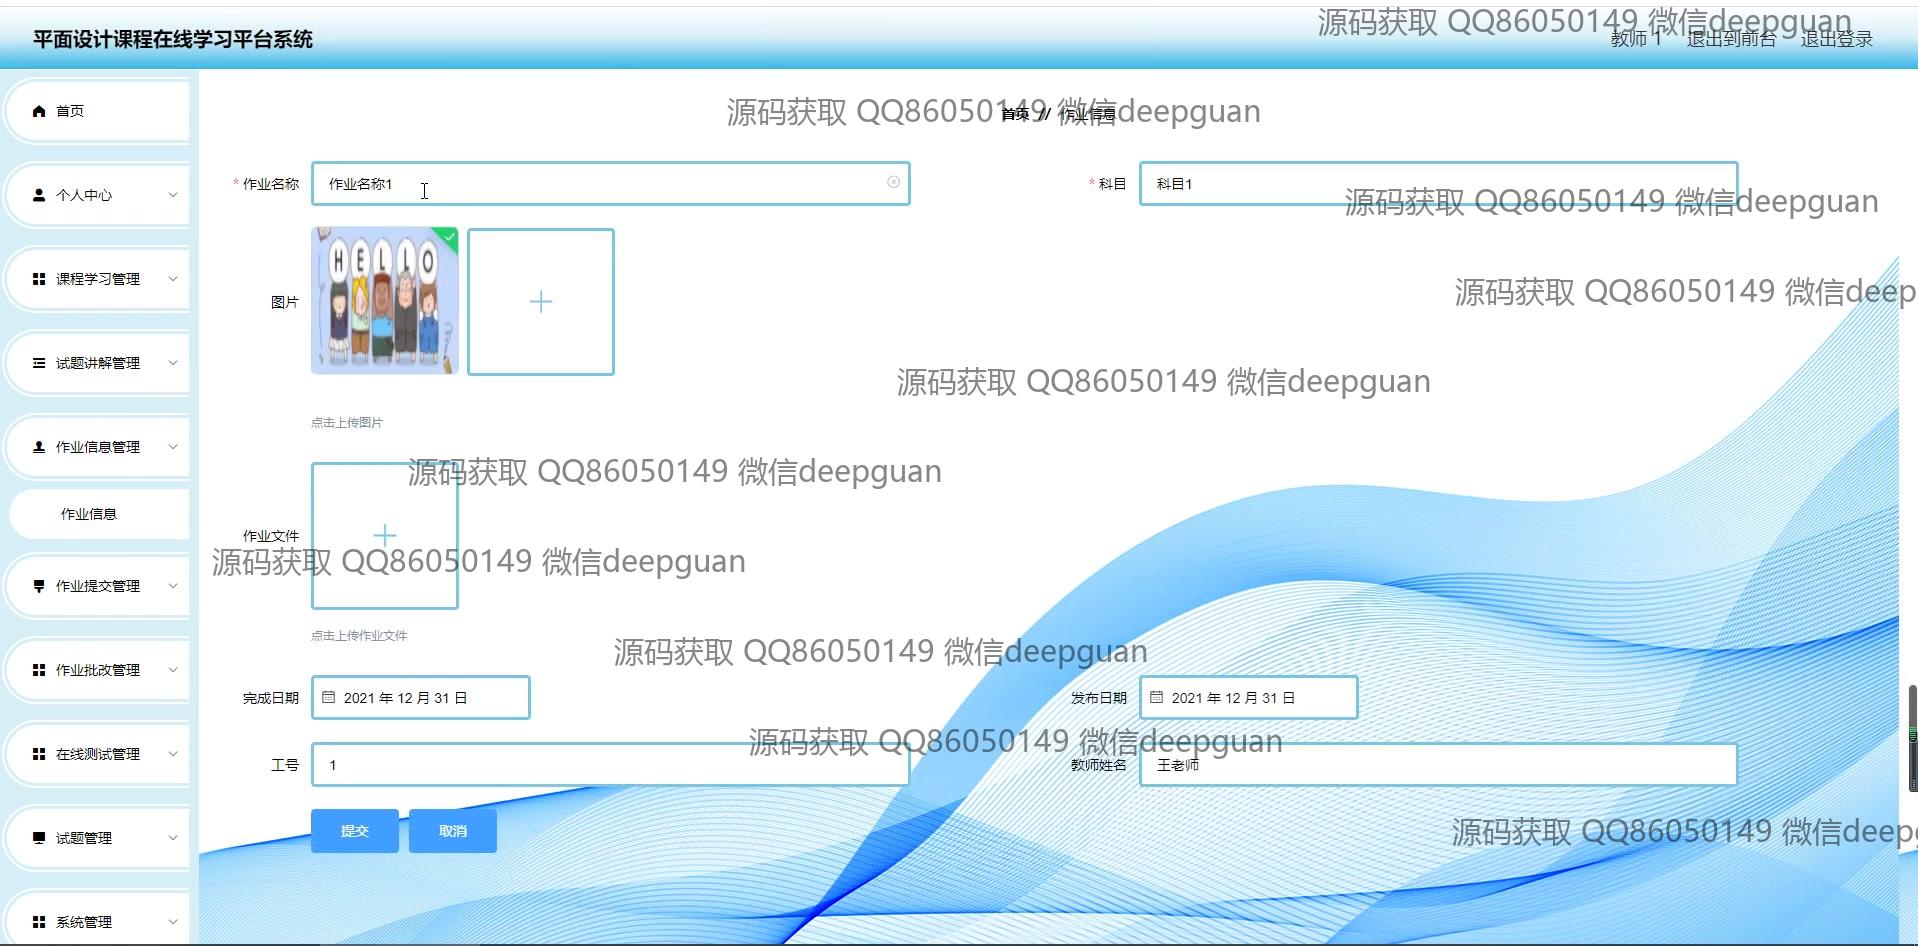 源码获取 QQ86050149 微信deepguan
平面设计课程在线学习平台系统
教师 1 退出到前台 退出登录
首页
源码获取 QQ86050149 微信deepguan
首页 // 作业信息
个人中心
* 作业名称 作业名称1
* 科目 科目1
源码获取 QQ86050149 微信deepguan
课程学习管理
HELLO
图片
源码获取 QQ86050149 微信deep
试题讲解管理
源码获取 QQ86050149 微信deepguan
点击上传图片
作业信息管理
源码获取 QQ86050149 微信deepguan
作业信息
作业文件
源码获取 QQ86050149 微信deepguan
作业提交管理
点击上传作业文件
源码获取 QQ86050149 微信deepguan
作业批改管理
完成日期 2021 年 12 月 31 日
发布日期 2021 年 12 月 31 日
源码获取 QQ86050149 微信deepguan
在线测试管理
工号 1
教师姓名 王老师
提交 取消
源码获取 QQ86050149 微信deepg
试题管理
系统管理